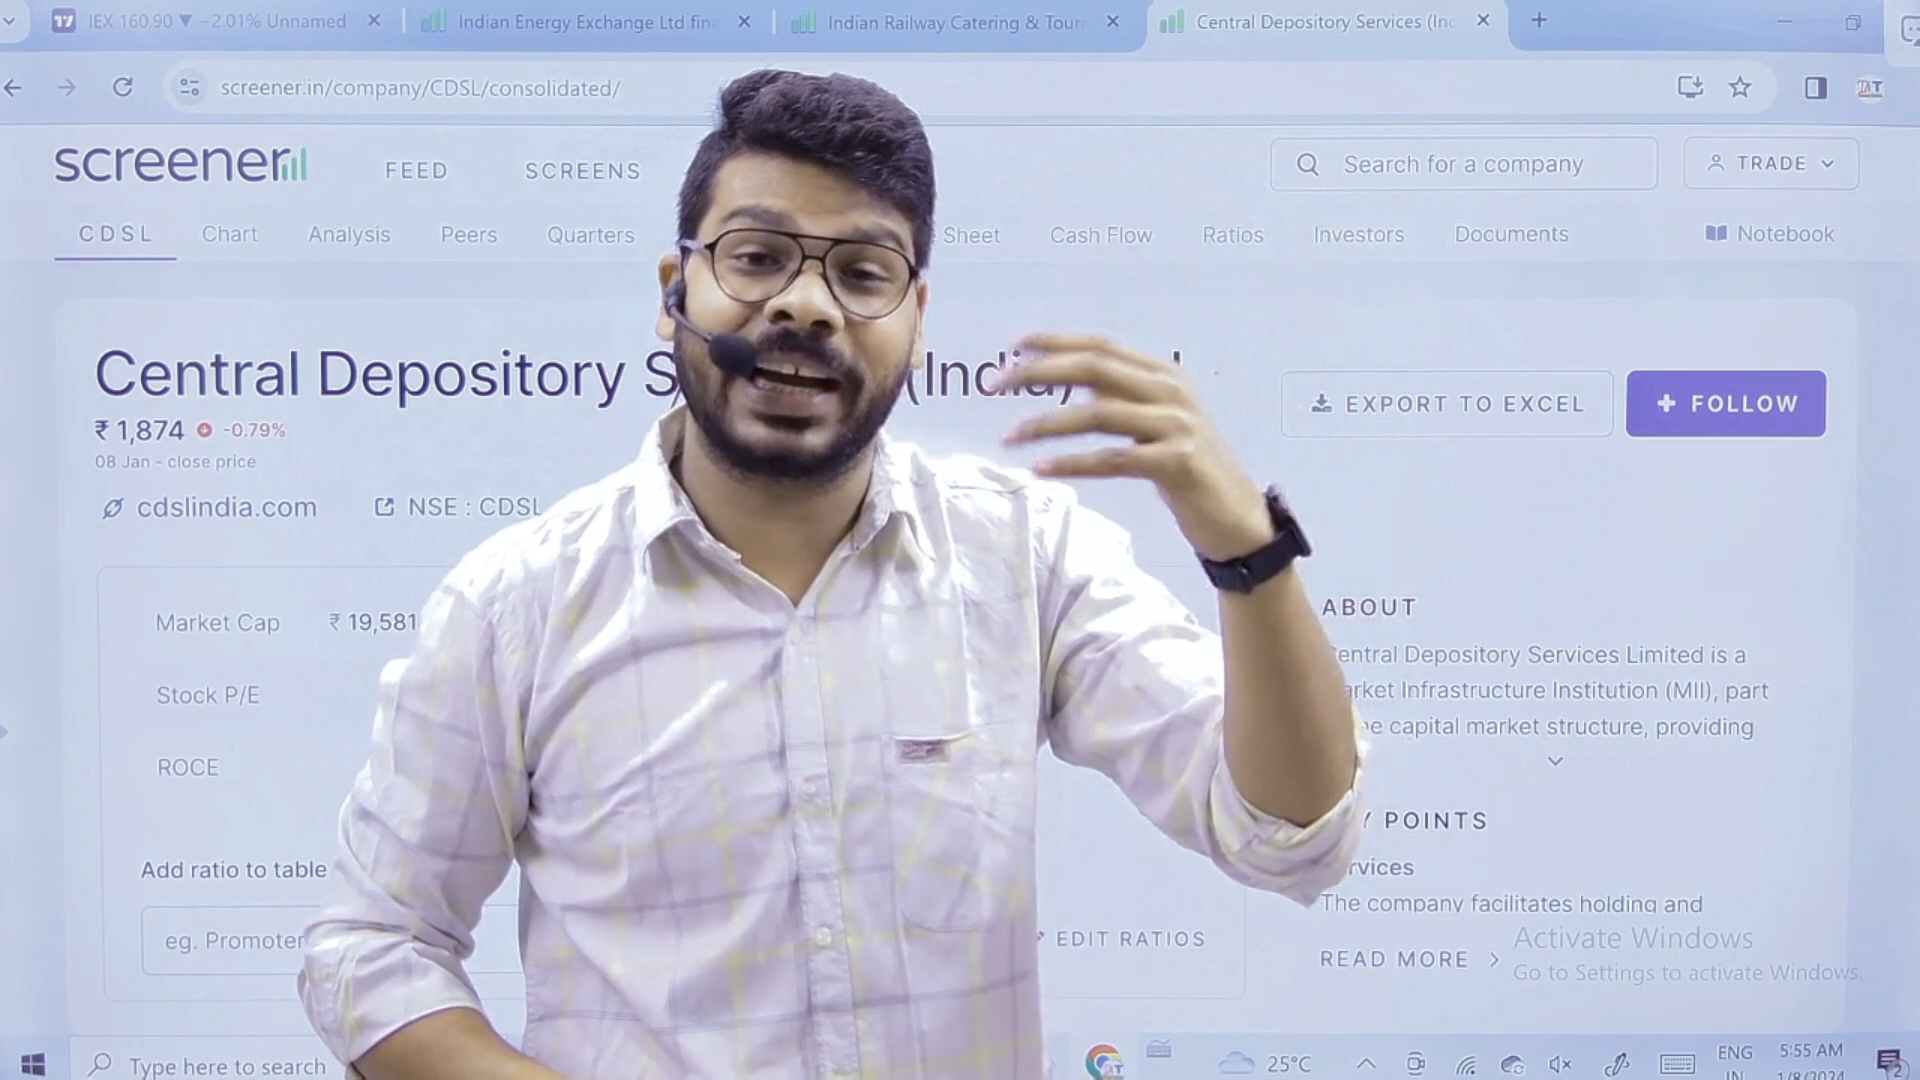 IEX 160.90 ▼ −2.01% Unnamed
Indian Energy Exchange Ltd fina
Indian Railway Catering & Tour
Central Depository Services (Inc
screener.in/company/CDSL/consolidated/
screener
FEED
SCREENS
Search for a company
TRADE
CDSL
Chart
Analysis
Peers
Quarters
Sheet
Cash Flow
Ratios
Investors
Documents
Notebook
Central Depository S (India)
₹ 1,874 -0.79%
08 Jan - close price
EXPORT TO EXCEL
+ FOLLOW
cdslindia.com
NSE : CDSL
Market Cap ₹ 19,581
Stock P/E
ROCE
Add ratio to table
eg. Promoter
EDIT RATIOS
ABOUT
entral Depository Services Limited is a
arket Infrastructure Institution (MII), part
e capital market structure, providing
Y POINTS
rvices
The company facilitates holding and
READ MORE
Activate Windows
Go to Settings to activate Windows.
Type here to search
25°C
ENG
IN
5:55 AM
1/8/2024
2